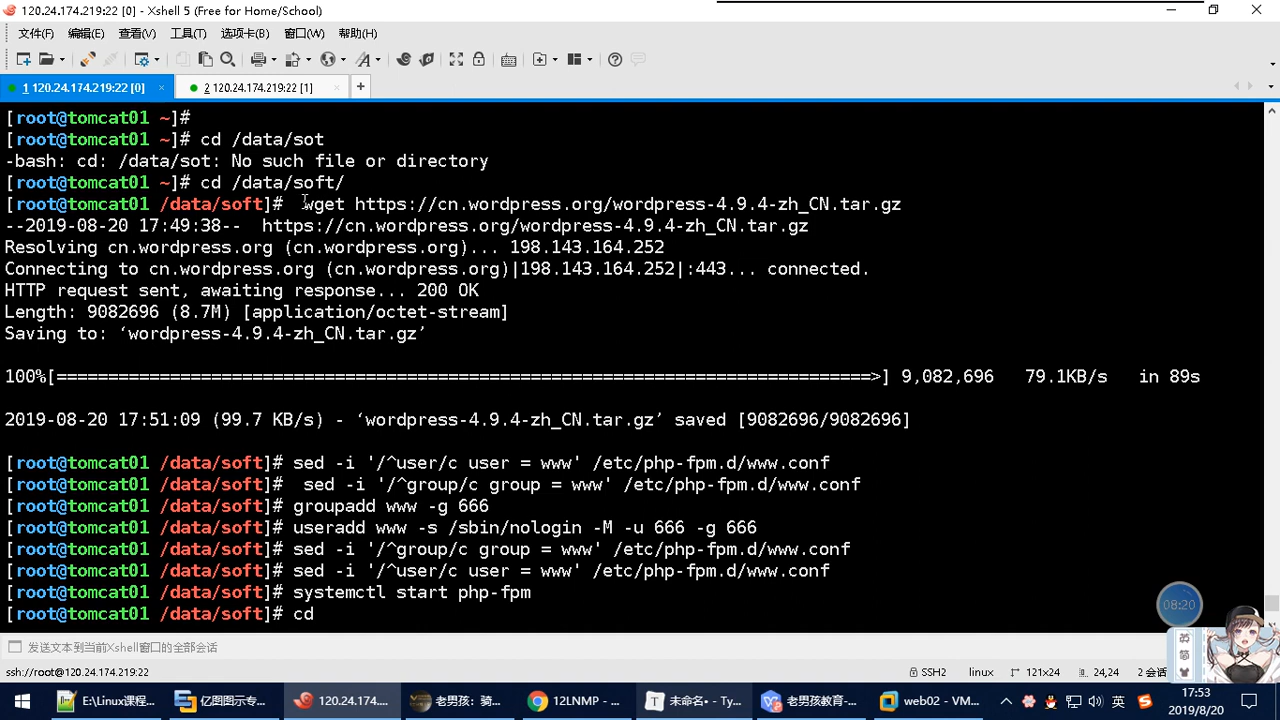 120.24.174.219:22 [0] - Xshell 5 (Free for Home/School)
文件(F) 编辑(E) 查看(V) 工具(T) 选项卡(B) 窗口(W) 帮助(H)
1 120.24.174.219:22 [0] × 2 120.24.174.219:22 [1] × +
[root@tomcat01 ~]#
[root@tomcat01 ~]# cd /data/sot
-bash: cd: /data/sot: No such file or directory
[root@tomcat01 ~]# cd /data/soft/
[root@tomcat01 /data/soft]#  wget https://cn.wordpress.org/wordpress-4.9.4-zh_CN.tar.gz
--2019-08-20 17:49:38--  https://cn.wordpress.org/wordpress-4.9.4-zh_CN.tar.gz
Resolving cn.wordpress.org (cn.wordpress.org)... 198.143.164.252
Connecting to cn.wordpress.org (cn.wordpress.org)|198.143.164.252|:443... connected.
HTTP request sent, awaiting response... 200 OK
Length: 9082696 (8.7M) [application/octet-stream]
Saving to: ‘wordpress-4.9.4-zh_CN.tar.gz’
100%[===============================================================================>] 9,082,696   79.1KB/s   in 89s
2019-08-20 17:51:09 (99.7 KB/s) - ‘wordpress-4.9.4-zh_CN.tar.gz’ saved [9082696/9082696]
[root@tomcat01 /data/soft]# sed -i '/^user/c user = www' /etc/php-fpm.d/www.conf
[root@tomcat01 /data/soft]#  sed -i '/^group/c group = www' /etc/php-fpm.d/www.conf
[root@tomcat01 /data/soft]# groupadd www -g 666
[root@tomcat01 /data/soft]# useradd www -s /sbin/nologin -M -u 666 -g 666
[root@tomcat01 /data/soft]# sed -i '/^group/c group = www' /etc/php-fpm.d/www.conf
[root@tomcat01 /data/soft]# sed -i '/^user/c user = www' /etc/php-fpm.d/www.conf
[root@tomcat01 /data/soft]# systemctl start php-fpm
[root@tomcat01 /data/soft]# cd
08:20
英
简
发送文本到当前Xshell窗口的全部会话
ssh://root@120.24.174.219:22 SSH2 linux 121x24 24,24 2 会话
E:\Linux课程... 亿图图示专... 120.24.174.... 老男孩：骑... 12LNMP - ... 未命名• - Ty... 老男孩教育-... web02 - VM... 英 17:53
2019/8/20